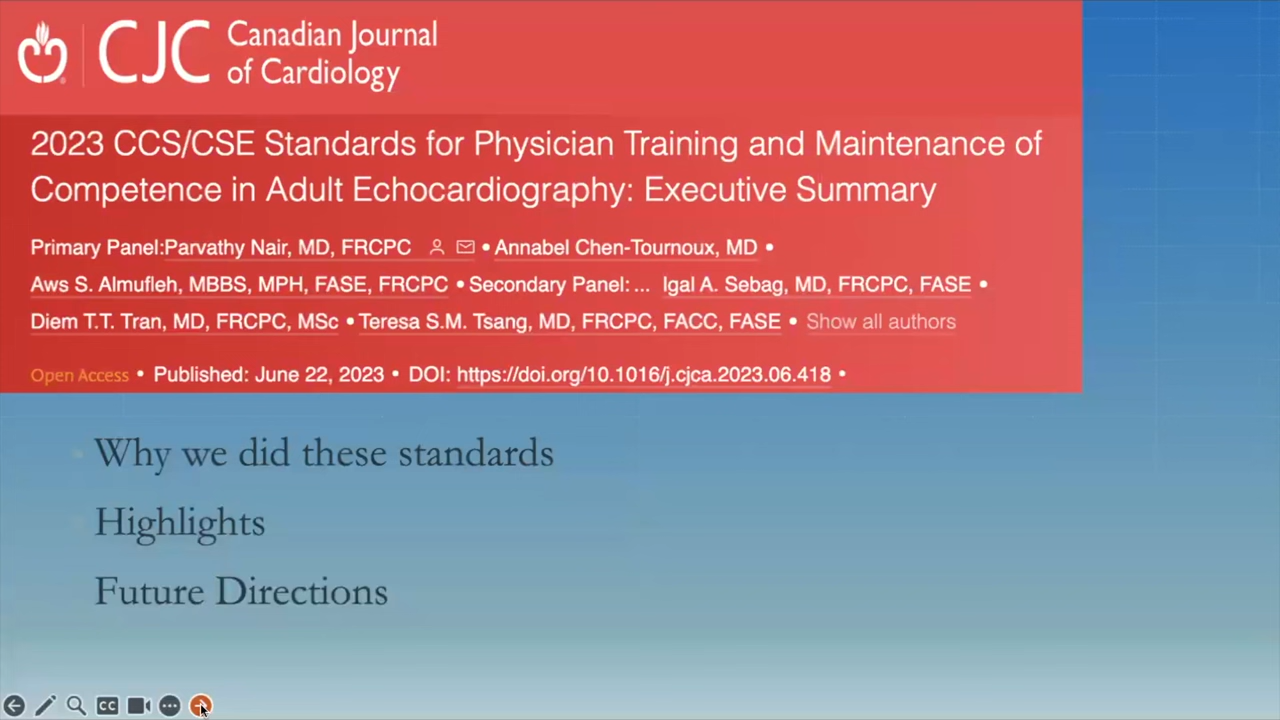 CJC Canadian Journal
of Cardiology
2023 CCS/CSE Standards for Physician Training and Maintenance of
Competence in Adult Echocardiography: Executive Summary
Primary Panel:Parvathy Nair, MD, FRCPC • Annabel Chen-Tournoux, MD •
Aws S. Almufleh, MBBS, MPH, FASE, FRCPC • Secondary Panel: ... Igal A. Sebag, MD, FRCPC, FASE •
Diem T.T. Tran, MD, FRCPC, MSc • Teresa S.M. Tsang, MD, FRCPC, FACC, FASE • Show all authors
Open Access • Published: June 22, 2023 • DOI: https://doi.org/10.1016/j.cjca.2023.06.418 •
Why we did these standards
Highlights
Future Directions
CC